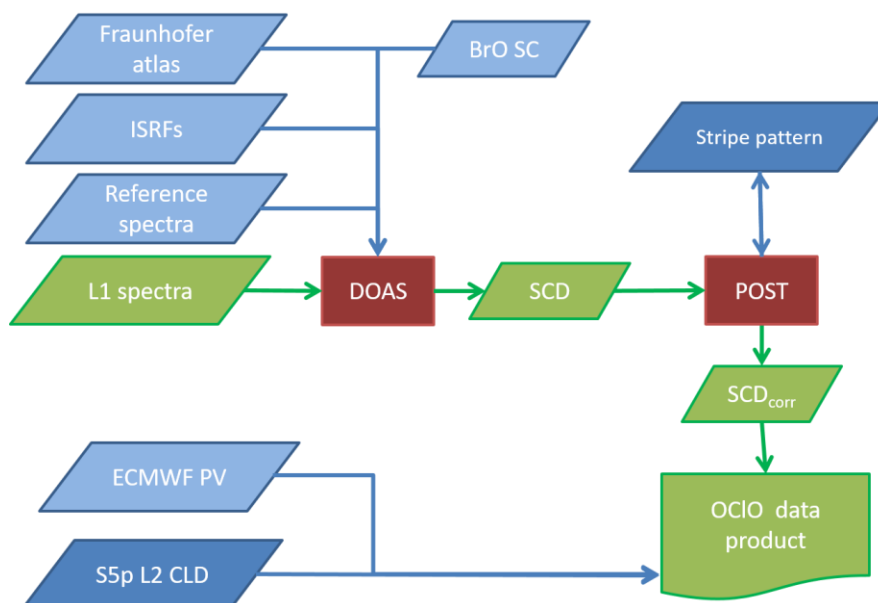 Fraunhofer
atlas
BrO SC
ISRFs
Stripe pattern
Reference
spectra
L1 spectra
DOAS
SCD
POST
SCDcorr
ECMWF PV
OClO data
product
S5p L2 CLD